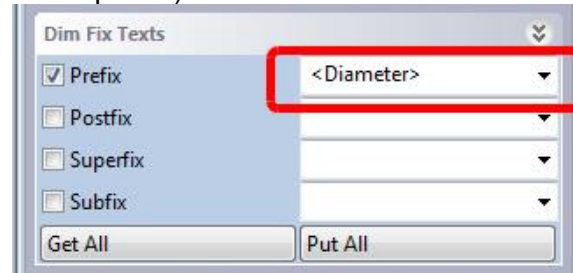 Dim Fix Texts
Prefix <Diameter>
Postfix
Superfix
Subfix
Get All Put All